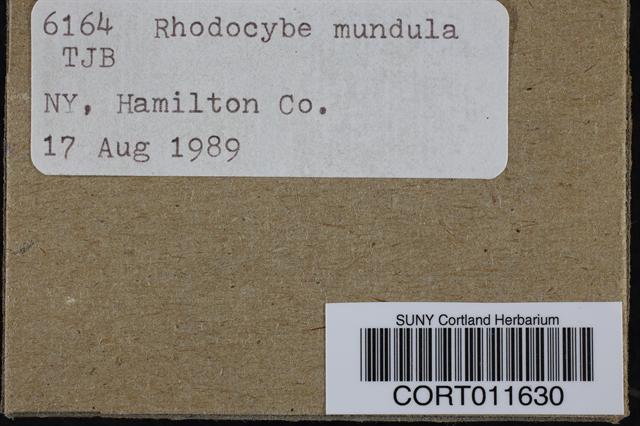 6164 Rhodocybe mundula
TJB
NY, Hamilton Co.
17 Aug 1989
SUNY Cortland Herbarium
CORT011630